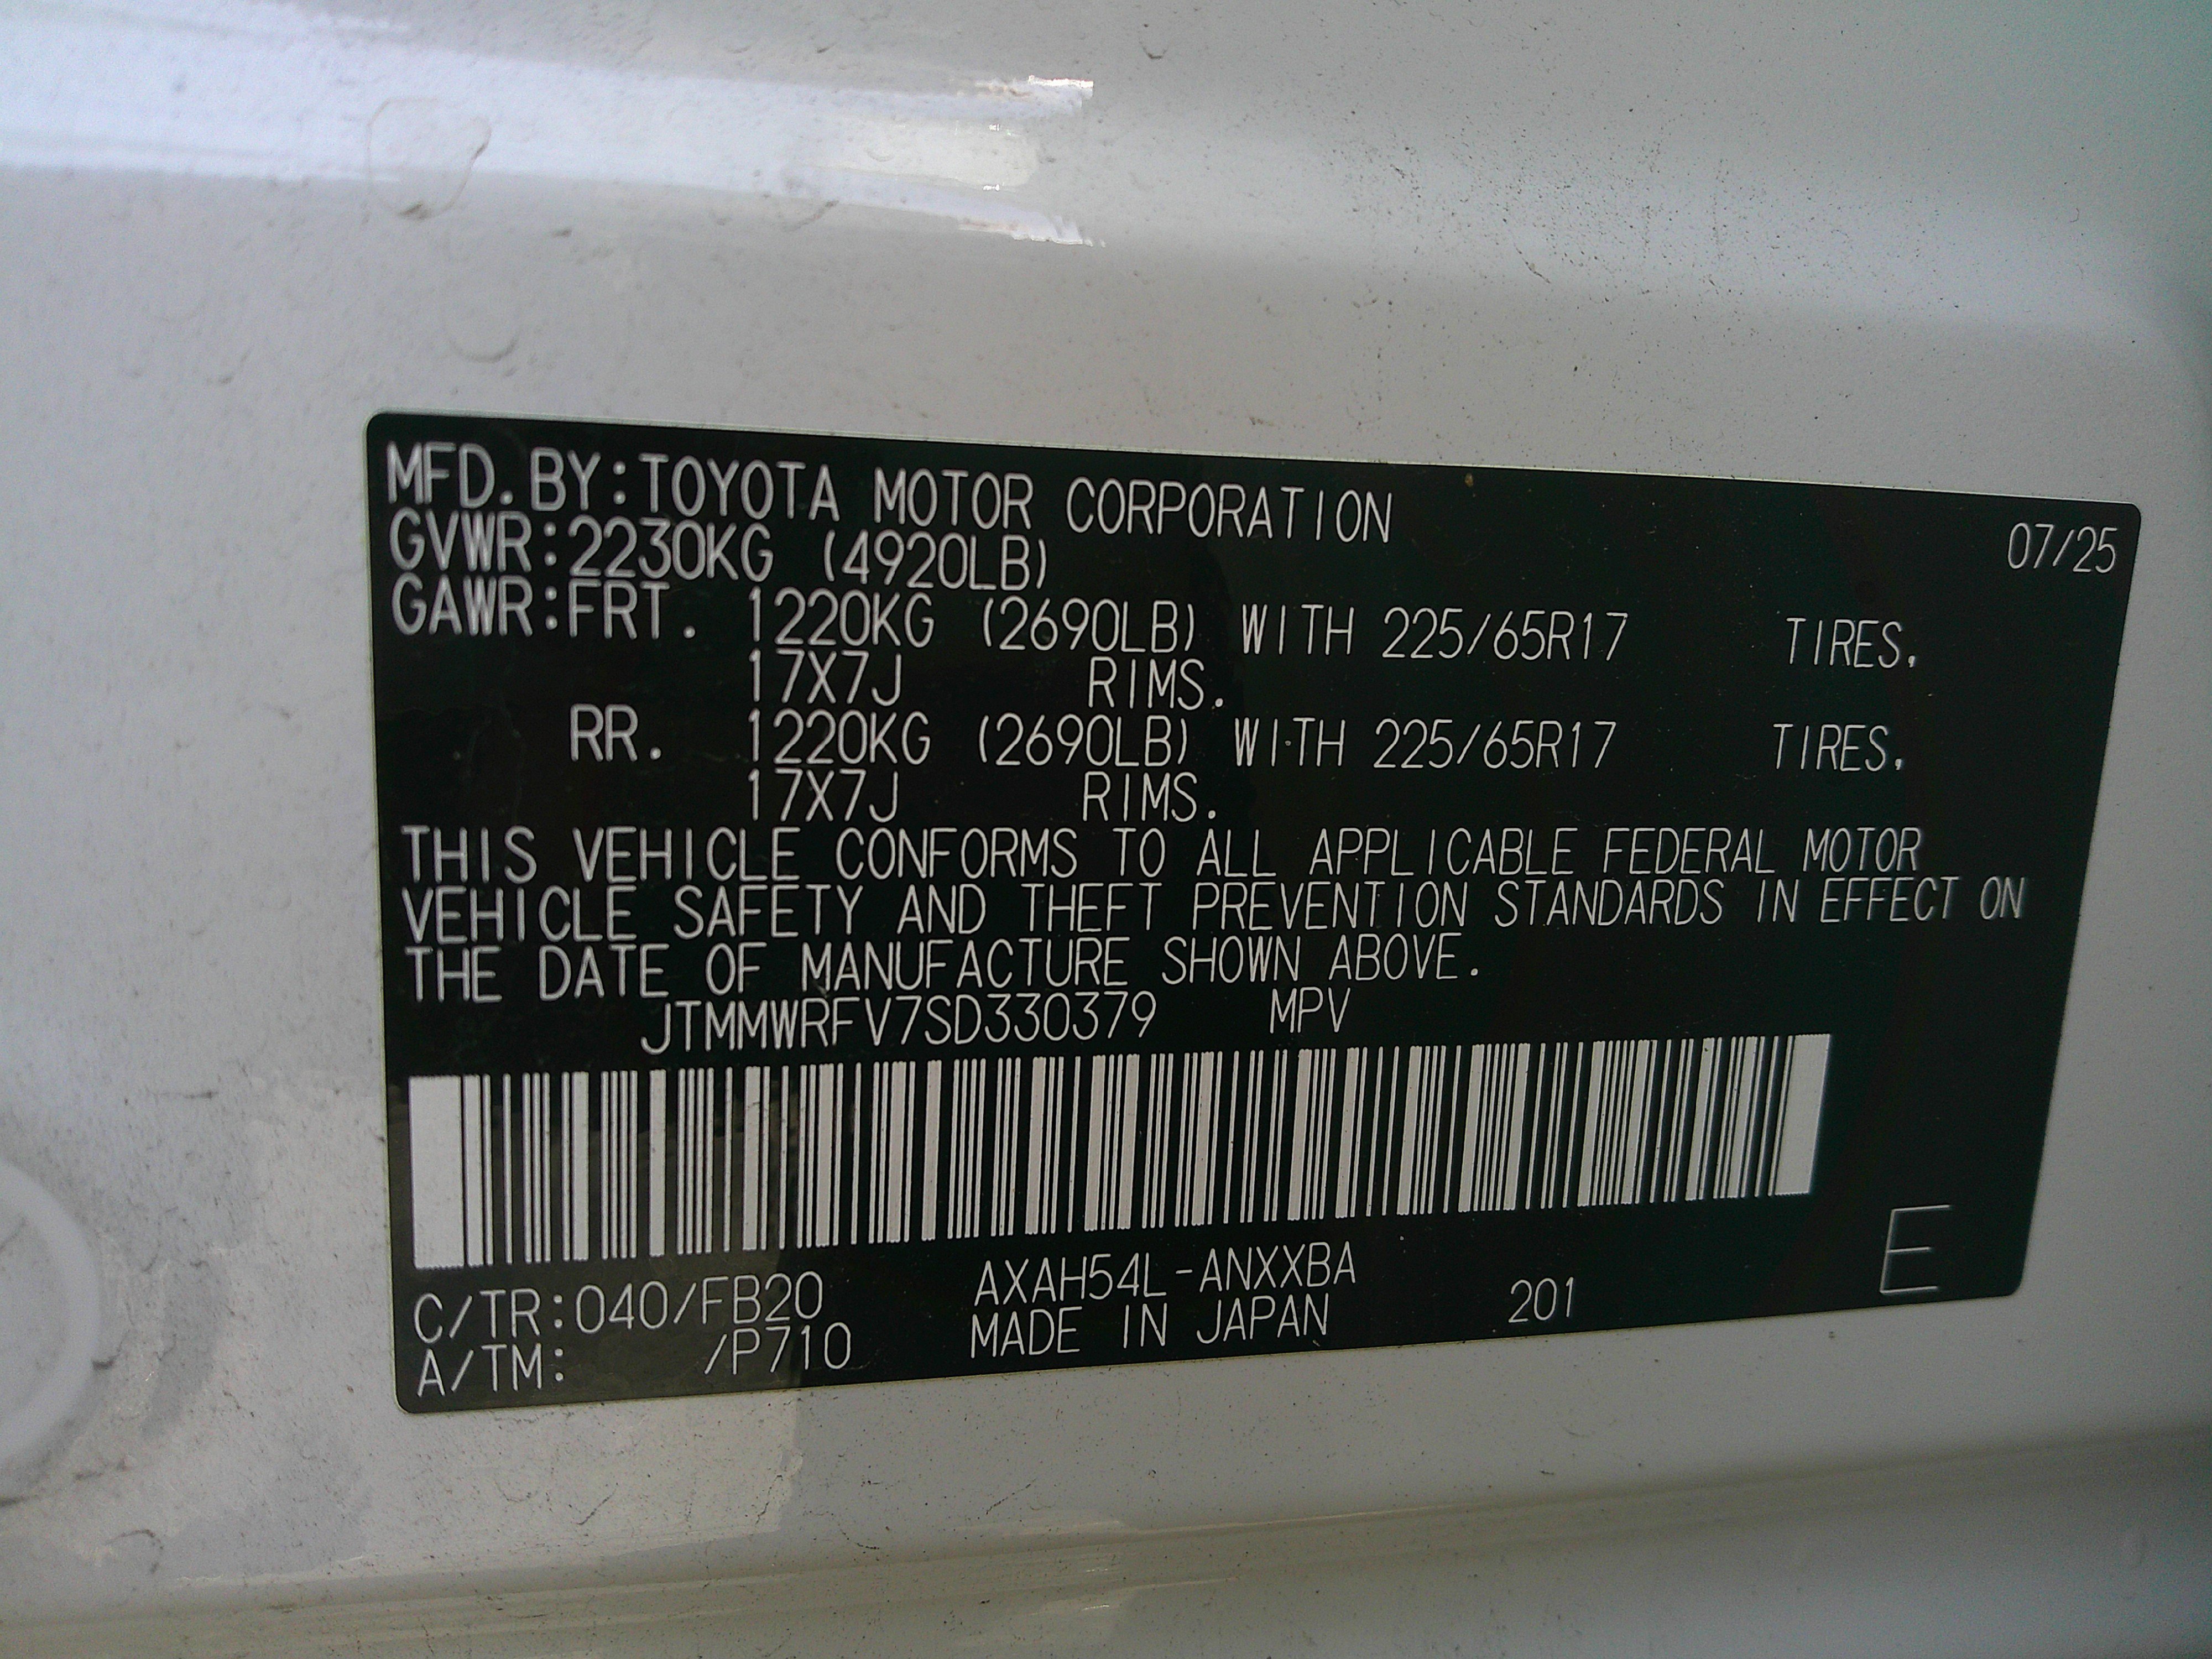 MFD.BY:TOYOTA MOTOR CORPORATION 07/25
GVWR:2230KG (4920LB)
GAWR:FRT. 1220KG (2690LB) WITH 225/65R17 TIRES.
17X7J RIMS.
RR. 1220KG (2690LB) WITH 225/65R17 TIRES.
17X7J RIMS.
THIS VEHICLE CONFORMS TO ALL APPLICABLE FEDERAL MOTOR
VEHICLE SAFETY AND THEFT PREVENTION STANDARDS IN EFFECT ON
THE DATE OF MANUFACTURE SHOWN ABOVE.
JTMMWRFV7SD330379 MPV
C/TR:040/FB20 AXAH54L-ANXXBA
A/TM: /P710 MADE IN JAPAN 201 E